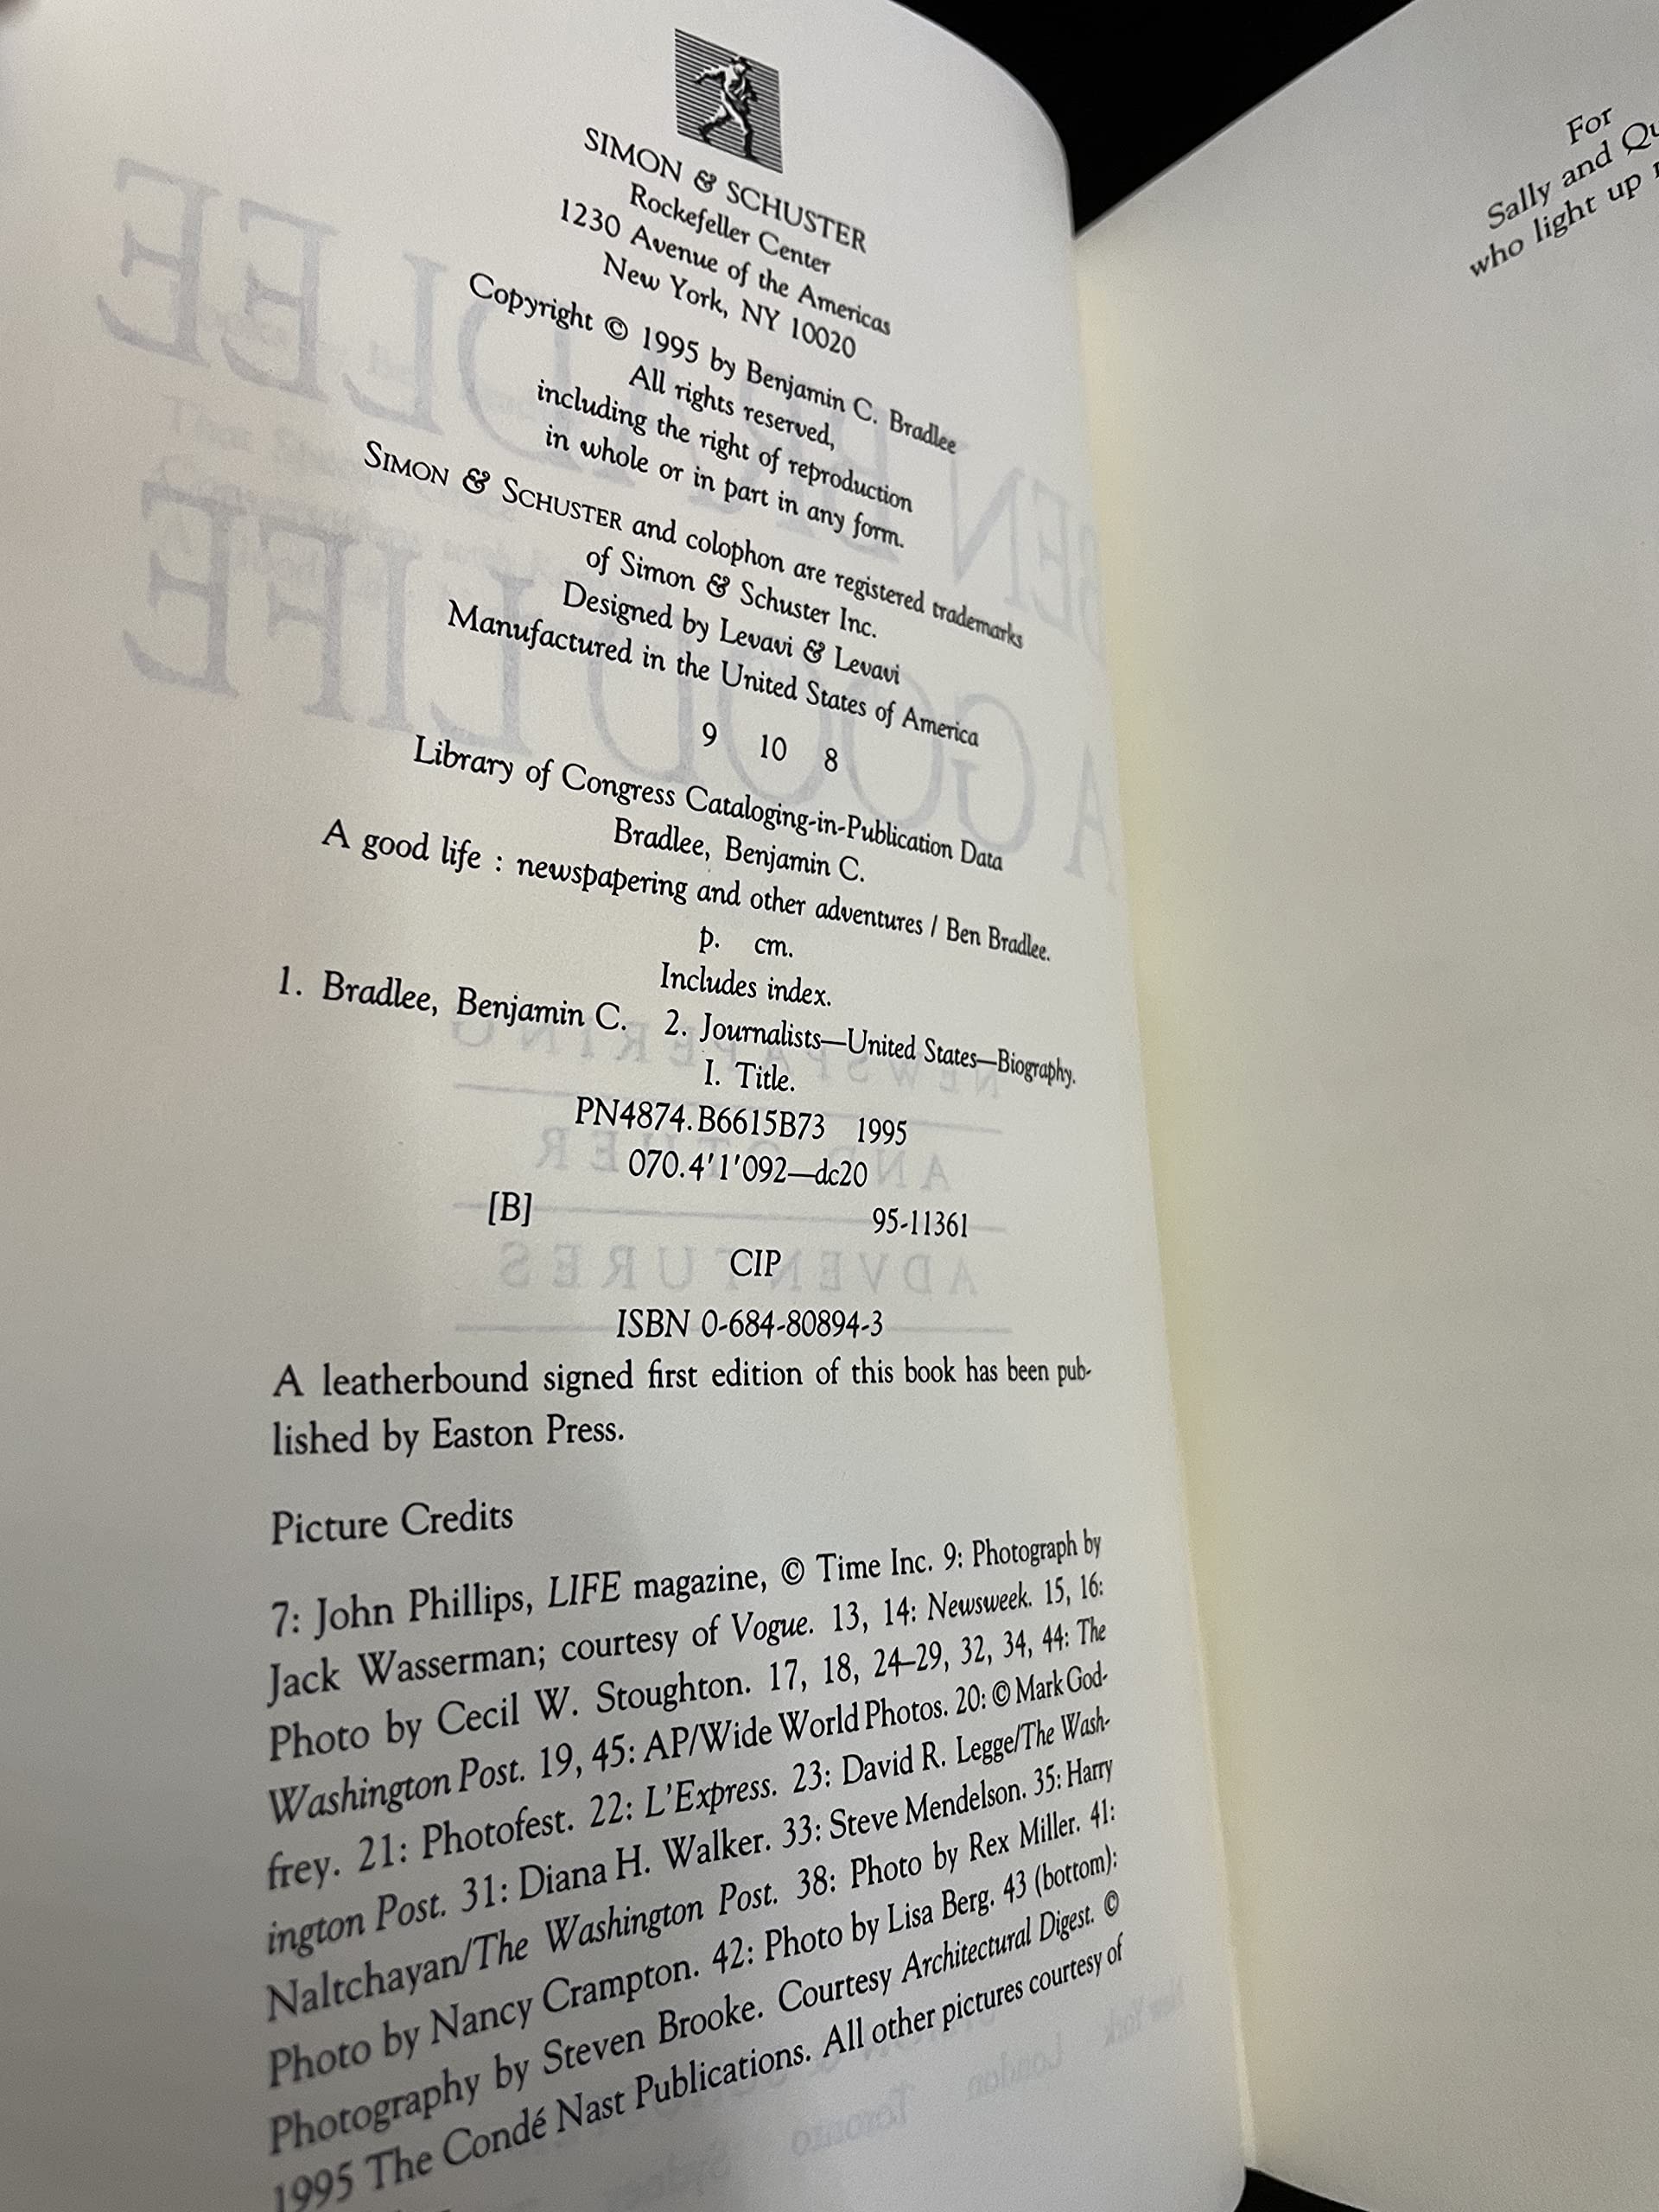 SIMON & SCHUSTER
Rockefeller Center
1230 Avenue of the Americas
New York, NY 10020
Copyright © 1995 by Benjamin C. Bradlee
All rights reserved,
including the right of reproduction
in whole or in part in any form.
SIMON & SCHUSTER and colophon are registered trademarks
of Simon & Schuster Inc.
Designed by Levavi & Levavi
Manufactured in the United States of America
9 10 8
Library of Congress Cataloging-in-Publication Data
Bradlee, Benjamin C.
A good life : newspapering and other adventures / Ben Bradlee.
p. cm.
Includes index.
1. Bradlee, Benjamin C. 2. Journalists—United States—Biography.
I. Title.
PN4874.B6615B73 1995
070.4'1'092—dc20
[B] 95-11361
CIP
ISBN 0-684-80894-3
A leatherbound signed first edition of this book has been pub-
lished by Easton Press.
Picture Credits
7: John Phillips, LIFE magazine, © Time Inc. 9: Photograph by
Jack Wasserman; courtesy of Vogue. 13, 14: Newsweek. 15, 16:
Photo by Cecil W. Stoughton. 17, 18, 24–29, 32, 34, 44: The
Washington Post. 19, 45: AP/Wide World Photos. 20: © Mark God-
frey. 21: Photofest. 22: L'Express. 23: David R. Legge/The Wash-
ington Post. 31: Diana H. Walker. 33: Steve Mendelson. 35: Harry
Naltchayan/The Washington Post. 38: Photo by Rex Miller. 41:
Photo by Nancy Crampton. 42: Photo by Lisa Berg. 43 (bottom):
Photography by Steven Brooke. Courtesy Architectural Digest. ©
1995 The Condé Nast Publications. All other pictures courtesy of
For
Sally and
who light up